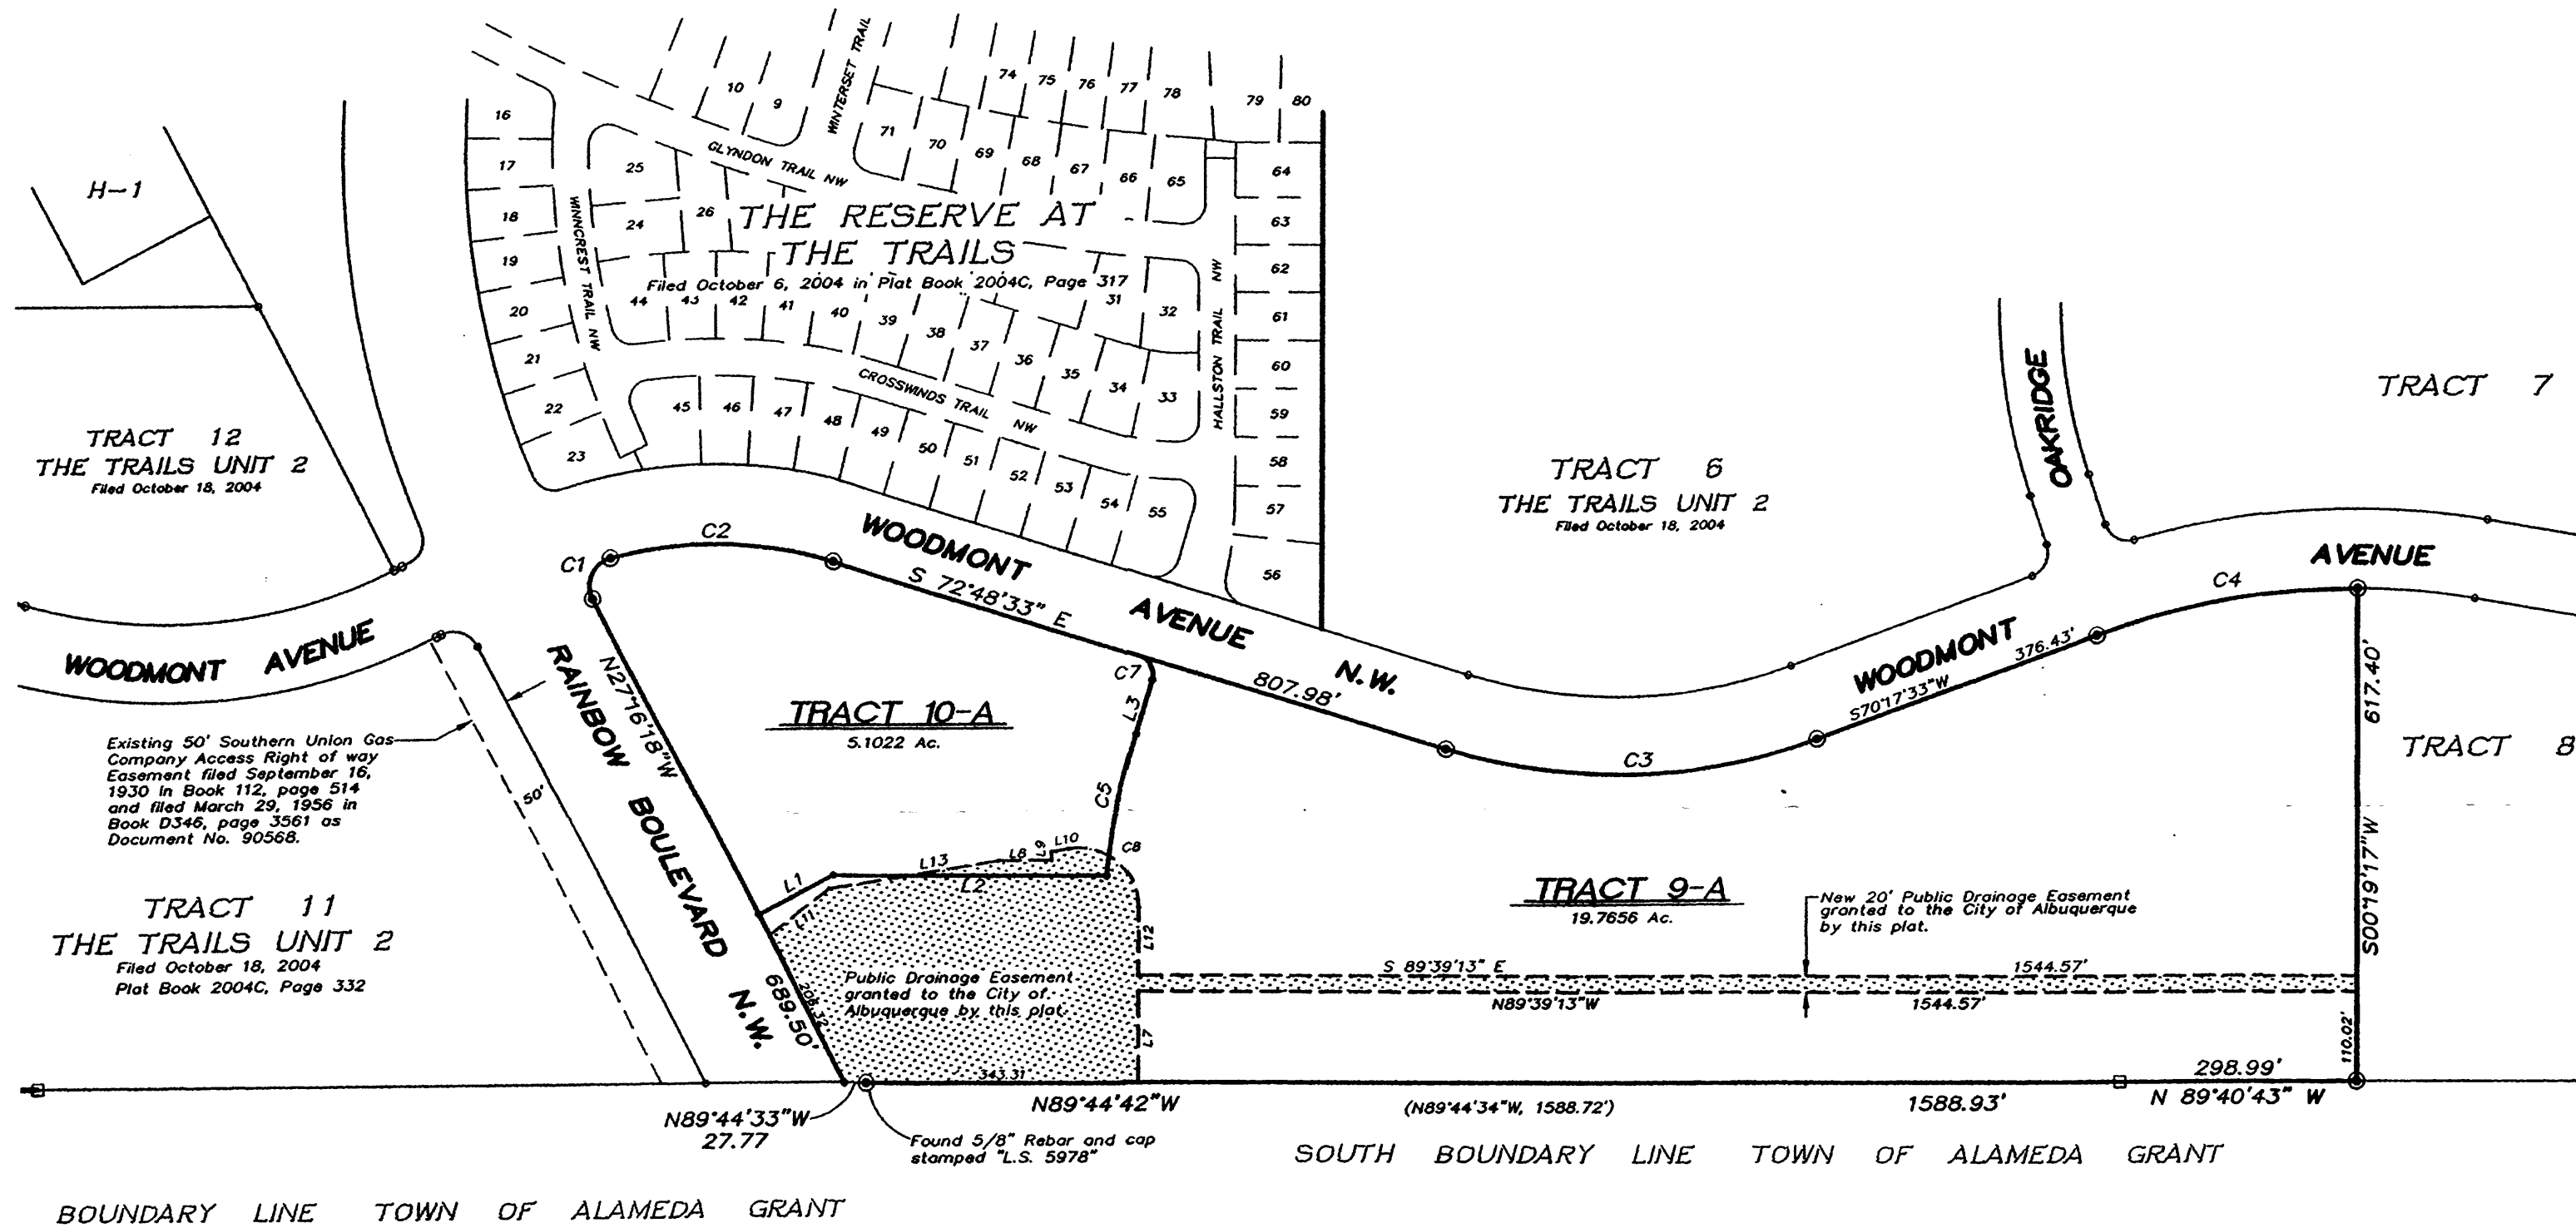 H-1
TRACT 12
THE TRAILS UNIT 2
Filed October 18, 2004
WOODMONT AVENUE
Existing 50' Southern Union Gas
Company Access Right of way
Easement filed September 16,
1930 in Book 112, page 514
and filed March 29, 1956 in
Book D346, page 3561 as
Document No. 90568.
50'
TRACT 11
THE TRAILS UNIT 2
Filed October 18, 2004
Plat Book 2004C, Page 332
16
17
18
19
20
21
22
23
WINNCREST TRAIL NW
10
9
WINTERSET TRAIL
GLYNDON TRAIL NW
25
24
26
71
70
69
68
67
66
65
74
75
76
77
78
79
80
THE RESERVE AT
THE TRAILS
Filed October 6, 2004 in Plat Book 2004C, Page 317
44
43
42
41
40
39
38
37
36
35
34
33
32
31
CROSSWINDS TRAIL NW
45
46
47
48
49
50
51
52
53
54
55
HALLSTON TRAIL NW
64
63
62
61
60
59
58
57
56
TRACT 6
THE TRAILS UNIT 2
Filed October 18, 2004
OAKRIDGE
TRACT 7
C1
C2
WOODMONT AVENUE N.W.
S 72°48'33" E
807.98'
C3
WOODMONT AVENUE
S70°17'33"W
376.43'
C4
617.40'
S00°19'17"W
110.02'
TRACT 8
RAINBOW BOULEVARD N.W.
N27°16'18"W
689.50'
206.32
TRACT 10-A
5.1022 Ac.
C7
L3
C5
C8
L1
L11
L13
L2
L8
L9
L10
L12
L7
Public Drainage Easement
granted to the City of
Albuquerque by this plat.
TRACT 9-A
19.7656 Ac.
New 20' Public Drainage Easement
granted to the City of Albuquerque
by this plat.
S 89°39'13" E
1544.57'
N89°39'13"W
1544.57'
343.31
N89°44'33"W
27.77
N89°44'42"W
(N89°44'34"W, 1588.72')
1588.93'
298.99'
N 89°40'43" W
Found 5/8" Rebar and cap
stamped "L.S. 5978"
SOUTH BOUNDARY LINE TOWN OF ALAMEDA GRANT
BOUNDARY LINE TOWN OF ALAMEDA GRANT